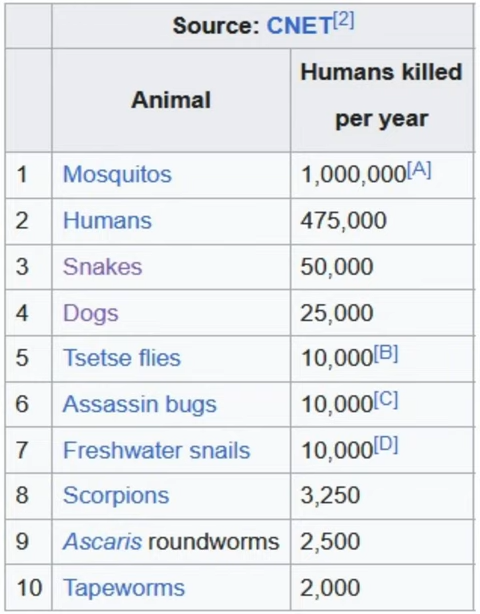 Source: CNET[2]
Animal Humans killed per year
1 Mosquitos 1,000,000[A]
2 Humans 475,000
3 Snakes 50,000
4 Dogs 25,000
5 Tsetse flies 10,000[B]
6 Assassin bugs 10,000[C]
7 Freshwater snails 10,000[D]
8 Scorpions 3,250
9 Ascaris roundworms 2,500
10 Tapeworms 2,000